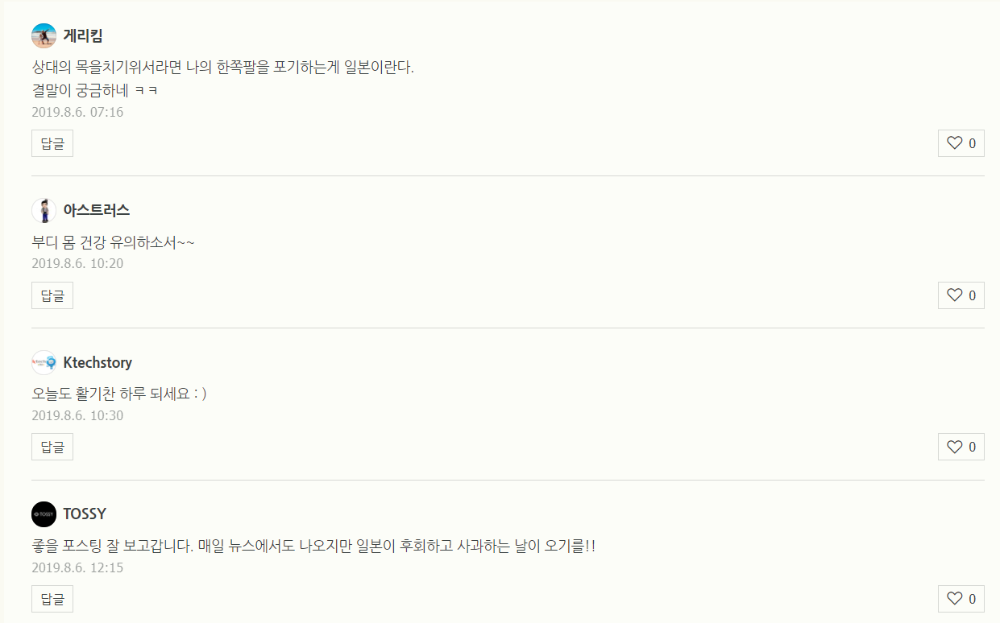 게리킴
상대의 목을치기위서라면 나의 한쪽팔을 포기하는게 일본이란다.
결말이 궁금하네 ㅋㅋ
2019.8.6. 07:16
답글
0
아스트러스
부디 몸 건강 유의하소서~~
2019.8.6. 10:20
답글
0
Ktechstory
오늘도 활기찬 하루 되세요 : )
2019.8.6. 10:30
답글
0
TOSSY
TOSSY
좋을 포스팅 잘 보고갑니다. 매일 뉴스에서도 나오지만 일본이 후회하고 사과하는 날이 오기를!!
2019.8.6. 12:15
답글
0